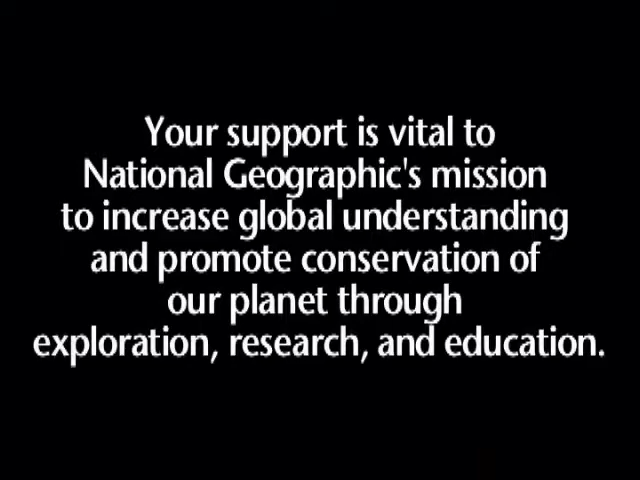 Your support is vital to
National Geographic's mission
to increase global understanding
and promote conservation of
our planet through
exploration, research, and education.